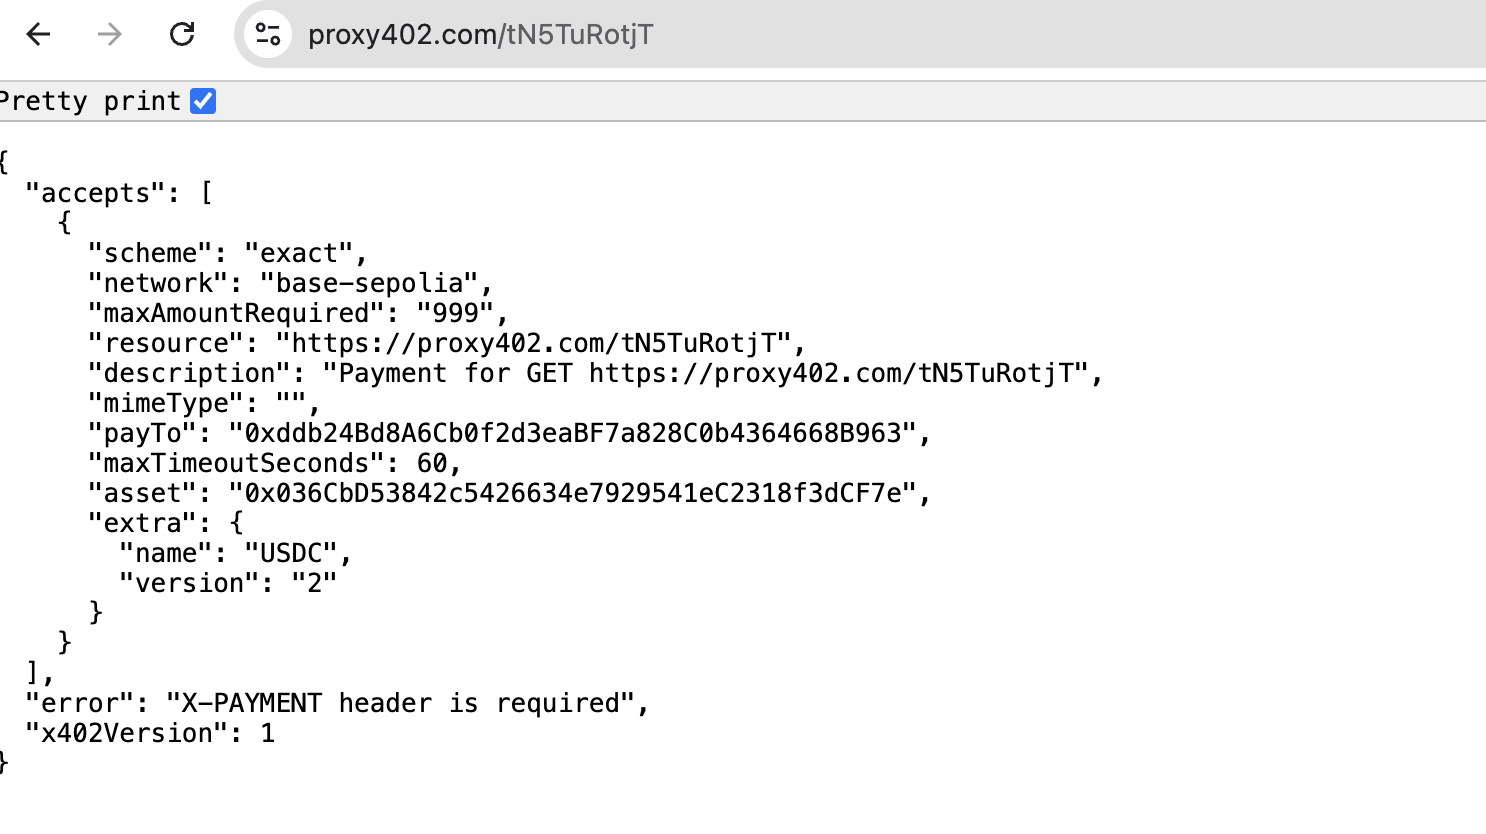 proxy402.com/tN5TuRotjT
Pretty print
{
  "accepts": [
    {
      "scheme": "exact",
      "network": "base-sepolia",
      "maxAmountRequired": "999",
      "resource": "https://proxy402.com/tN5TuRotjT",
      "description": "Payment for GET https://proxy402.com/tN5TuRotjT",
      "mimeType": "",
      "payTo": "0xddb24Bd8A6Cb0f2d3eaBF7a828C0b4364668B963",
      "maxTimeoutSeconds": 60,
      "asset": "0x036CbD53842c5426634e7929541eC2318f3dCF7e",
      "extra": {
        "name": "USDC",
        "version": "2"
      }
    }
  ],
  "error": "X-PAYMENT header is required",
  "x402Version": 1
}